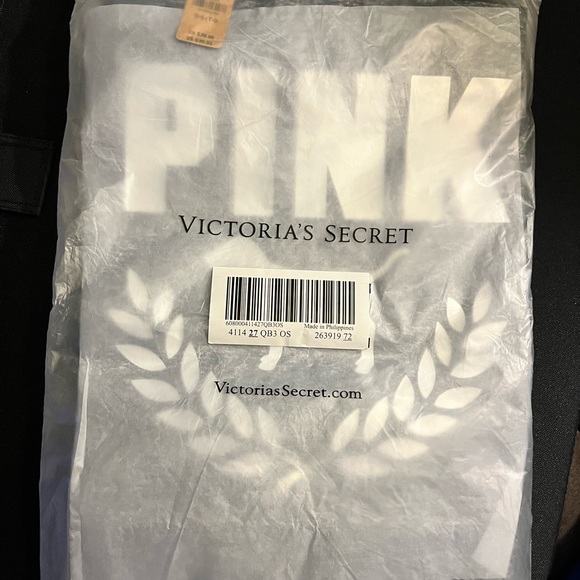 PINK
VICTORIA'S SECRET
608000411427QB3OS Made in Philippines
4114 27 QB3 OS 263919 72
VictoriasSecret.com